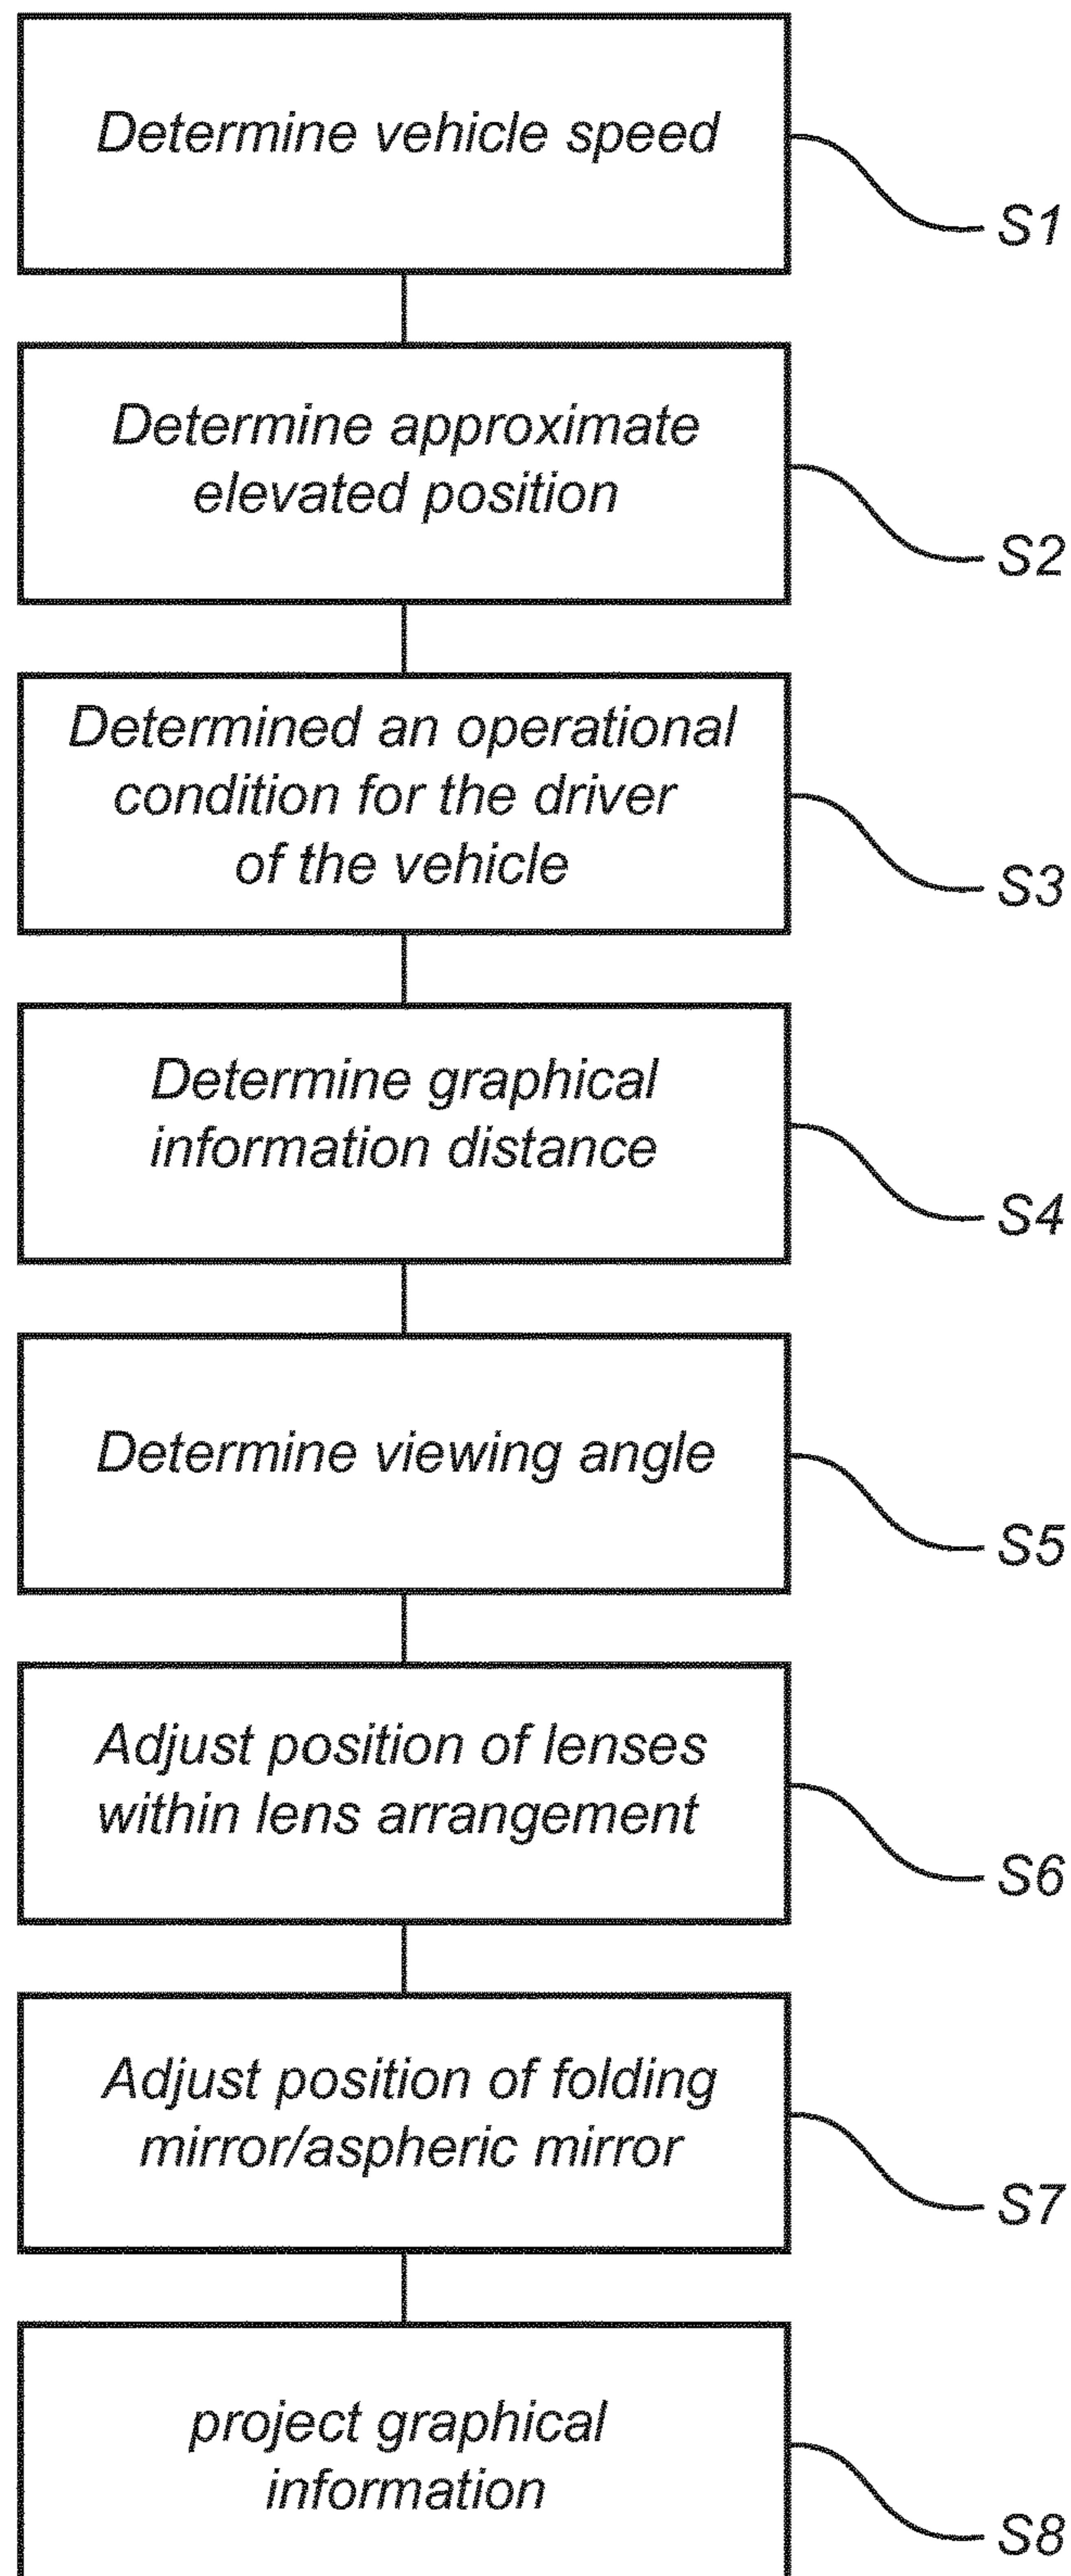 Determine vehicle speed
S1
Determine approximate
elevated position
S2
Determined an operational
condition for the driver
of the vehicle
S3
Determine graphical
information distance
S4
Determine viewing angle
S5
Adjust position of lenses
within lens arrangement
S6
Adjust position of folding
mirror/aspheric mirror
S7
project graphical
information
S8